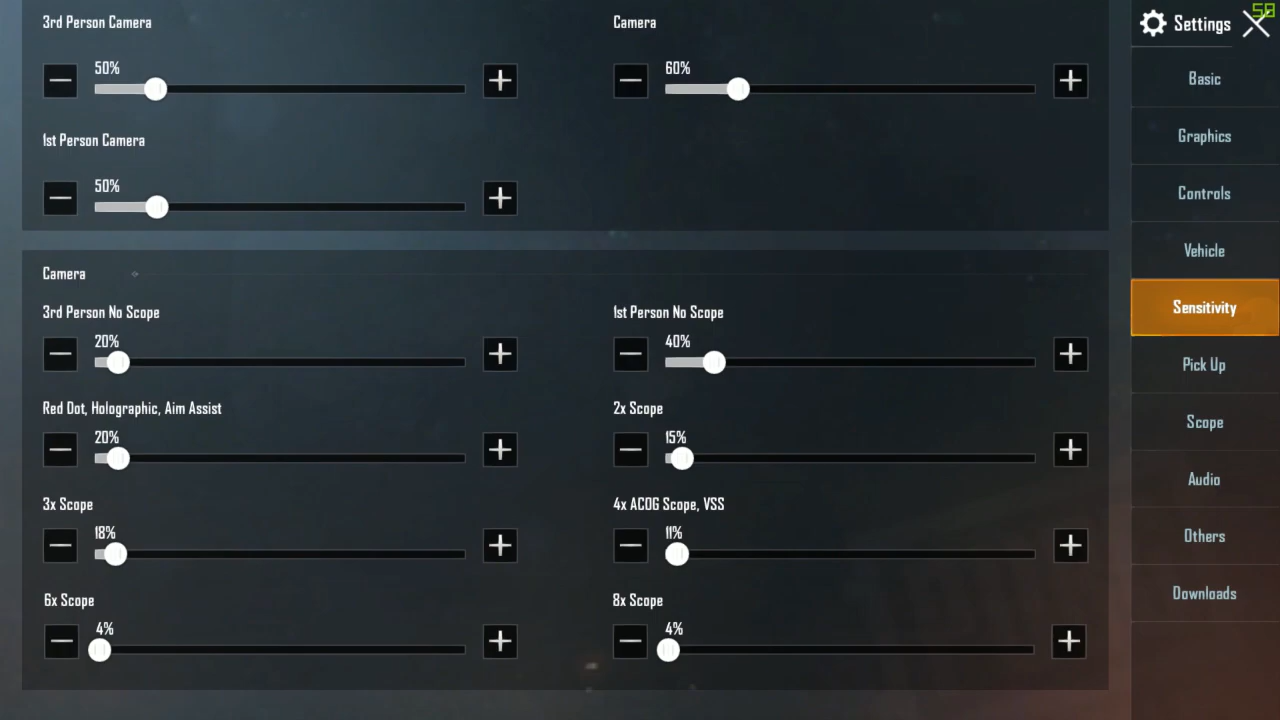 3rd Person Camera
Camera
50%
60%
1st Person Camera
50%
Camera
3rd Person No Scope
1st Person No Scope
20%
40%
Red Dot, Holographic, Aim Assist
2x Scope
20%
15%
3x Scope
4x ACOG Scope, VSS
18%
11%
6x Scope
8x Scope
4%
4%
58
Settings
Basic
Graphics
Controls
Vehicle
Sensitivity
Pick Up
Scope
Audio
Others
Downloads